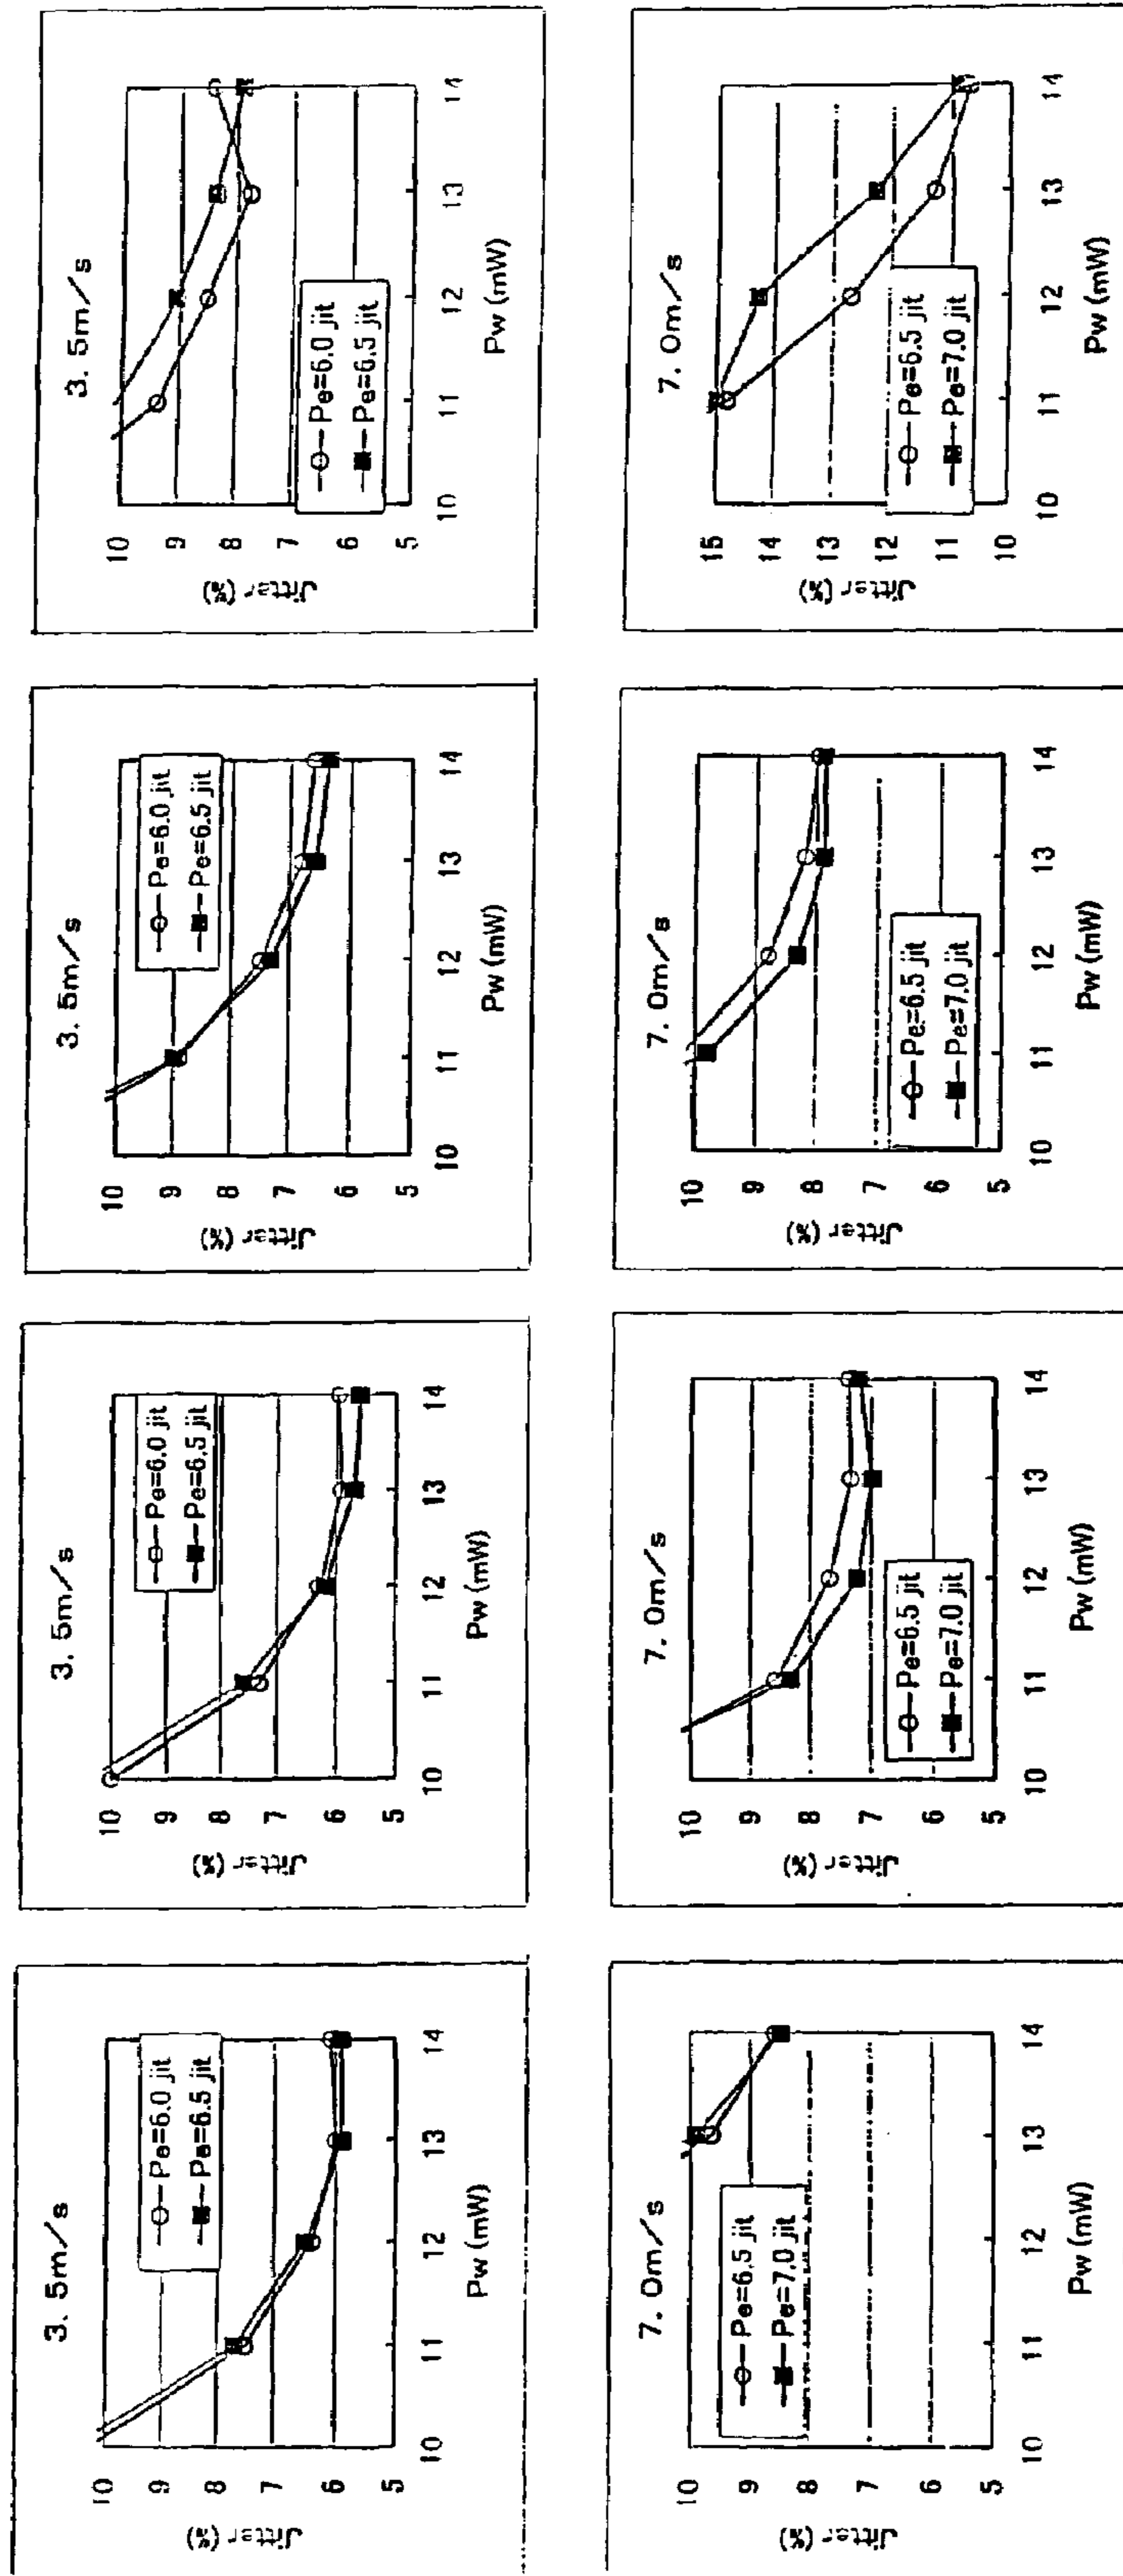 3. 5m/s
Jitter (%)
10
9
8
7
6
5
Pe=6.0 jit
Pe=6.5 jit
10 11 12 13 14
Pw (mW)
3. 5m/s
Jitter (%)
10
9
8
7
6
5
Pe=6.0 jit
Pe=6.5 jit
10 11 12 13 14
Pw (mW)
3. 5m/s
Jitter (%)
10
9
8
7
6
5
Pe=6.0 jit
Pe=6.5 jit
10 11 12 13 14
Pw (mW)
3. 5m/s
Jitter (%)
10
9
8
7
6
5
Pe=6.0 jit
Pe=6.5 jit
10 11 12 13 14
Pw (mW)
7. 0m/s
Jitter (%)
10
9
8
7
6
5
Pe=6.5 jit
Pe=7.0 jit
10 11 12 13 14
Pw (mW)
7. 0m/s
Jitter (%)
10
9
8
7
6
5
Pe=6.5 jit
Pe=7.0 jit
10 11 12 13 14
Pw (mW)
7. 0m/s
Jitter (%)
10
9
8
7
6
5
Pe=6.5 jit
Pe=7.0 jit
10 11 12 13 14
Pw (mW)
7. 0m/s
Jitter (%)
15
14
13
12
11
10
Pe=6.5 jit
Pe=7.0 jit
10 11 12 13 14
Pw (mW)